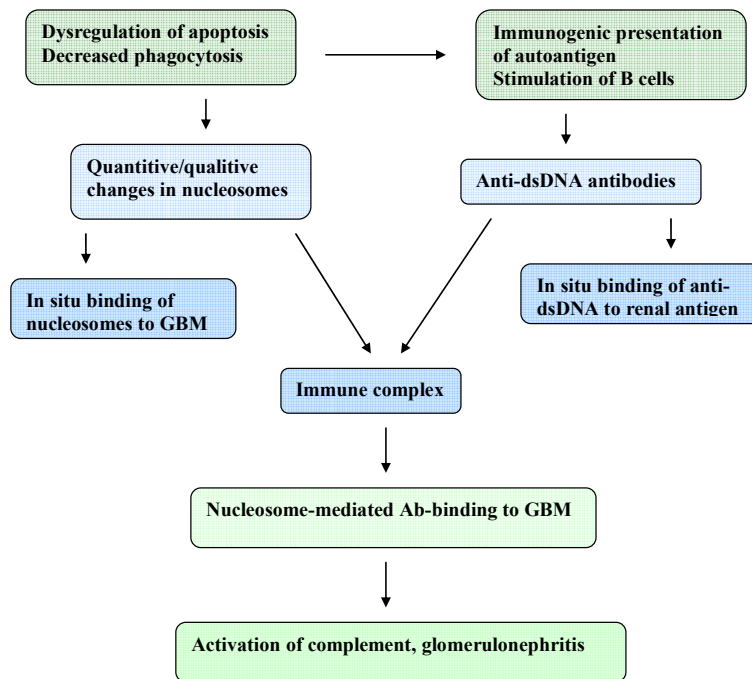 Dysregulation of apoptosis
Decreased phagocytosis
Immunogenic presentation
of autoantigen
Stimulation of B cells
Quantitive/qualitive
changes in nucleosomes
Anti-dsDNA antibodies
In situ binding of
nucleosomes to GBM
In situ binding of anti-
dsDNA to renal antigen
Immune complex
Nucleosome-mediated Ab-binding to GBM
Activation of complement, glomerulonephritis